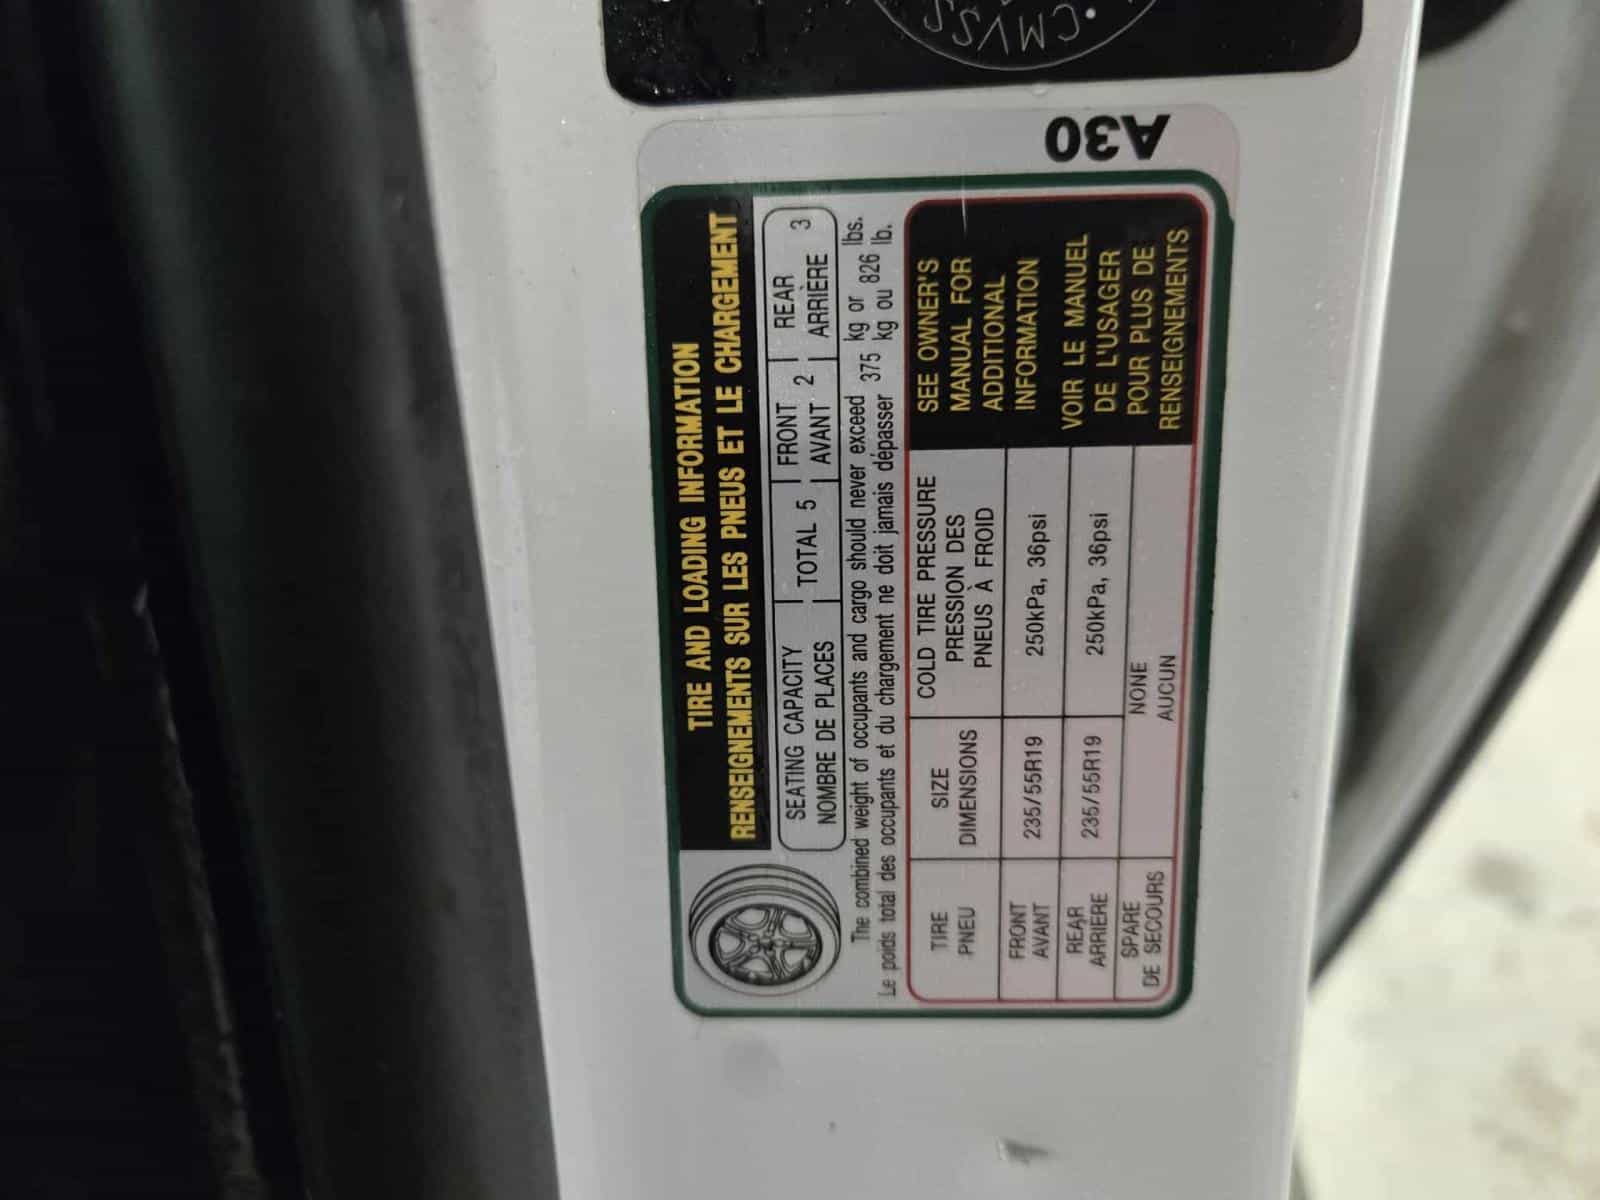 CMVSS
A30
TIRE AND LOADING INFORMATION
RENSEIGNEMENTS SUR LES PNEUS ET LE CHARGEMENT
SEATING CAPACITY
NOMBRE DE PLACES
TOTAL 5
FRONT
AVANT 2
REAR
ARRIÈRE 3
The combined weight of occupants and cargo should never exceed 375 kg or 826 lbs.
Le poids total des occupants et du chargement ne doit jamais dépasser 375 kg ou 826 lb.
TIRE
PNEU
SIZE
DIMENSIONS
COLD TIRE PRESSURE
PRESSION DES
PNEUS À FROID
FRONT
AVANT
235/55R19
250kPa, 36psi
REAR
ARRIERE
235/55R19
250kPa, 36psi
SPARE
DE SECOURS
NONE
AUCUN
SEE OWNER'S
MANUAL FOR
ADDITIONAL
INFORMATION
VOIR LE MANUEL
DE L'USAGER
POUR PLUS DE
RENSEIGNEMENTS